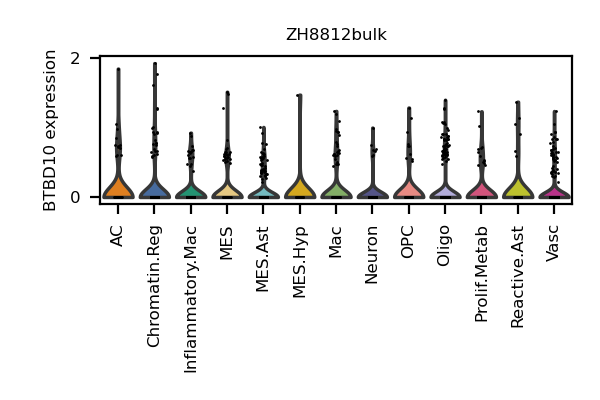 ZH8812bulk
BTBD10 expression
2
0
AC
Chromatin.Reg
Inflammatory.Mac
MES
MES.Ast
MES.Hyp
Mac
Neuron
OPC
Oligo
Prolif.Metab
Reactive.Ast
Vasc